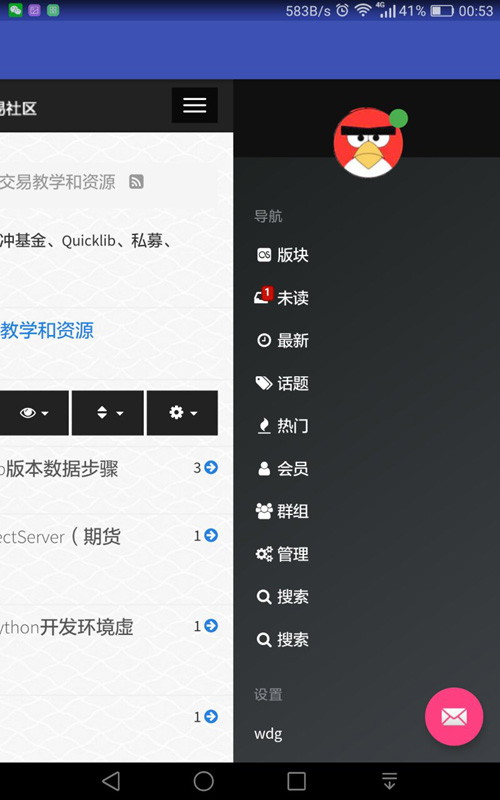 583B/s 4G 41% 00:53
易社区
交易教学和资源
冲基金、Quicklib、私募、
教学和资源
b版本数据步骤 3
ectServer（期货 1
ython开发环境虚 1
1
导航
版块
1 未读
最新
话题
热门
会员
群组
管理
搜索
搜索
设置
wdg